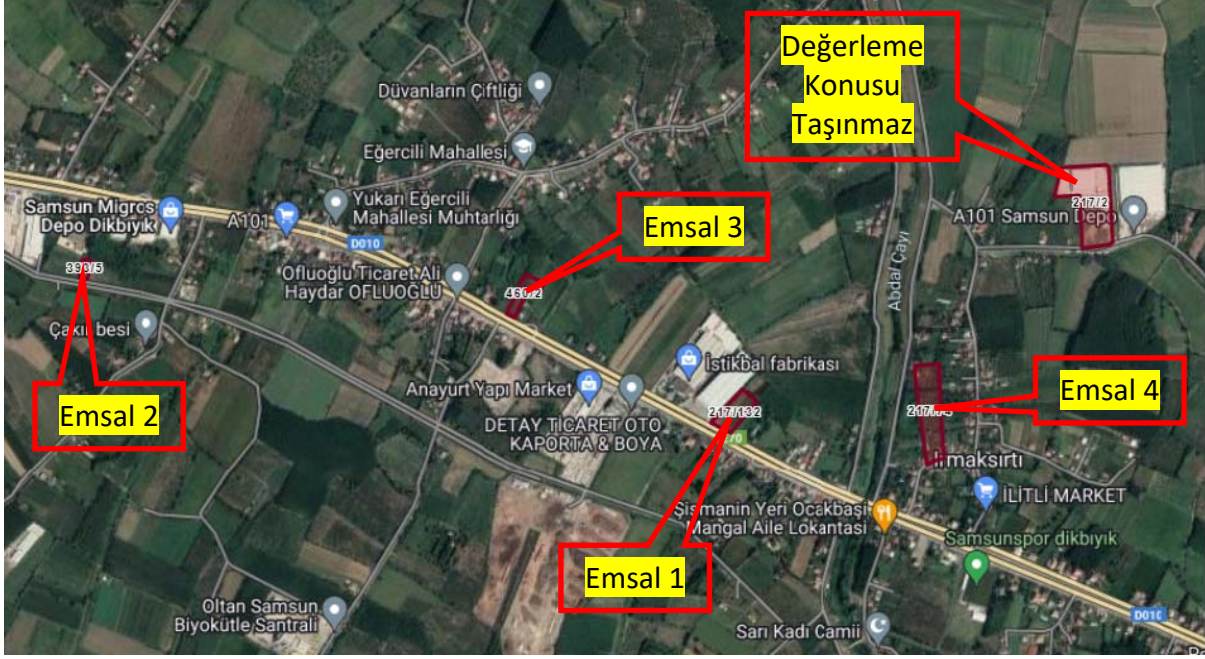 Değerleme
Konusu
Taşınmaz
Düvanların Çiftliği
Eğercili Mahallesi
Samsun Migros
Depo Dikbıyık
A101
Yukarı Eğercili
Mahallesi Muhtarlığı
D010
Emsal 3
217/2
A101 Samsun Depo
Ofluoğlu Ticaret Ali
Haydar OFLUOĞLU
Abdal Çayı
Emsal 2
Anayurt Yapı Market
İstikbal fabrikası
Emsal 4
DETAY TİCARET OTO
KAPORTA & BOYA
217/132
Irmaksırtı
İLİTLİ MARKET
Şişmanin Yeri Ocakbaşi
Mangal Aile Lokantası
Samsunspor dikbıyık
Emsal 1
Oltan Samsun
Biyokütle Santrali
Sarı Kadı Camii
D010